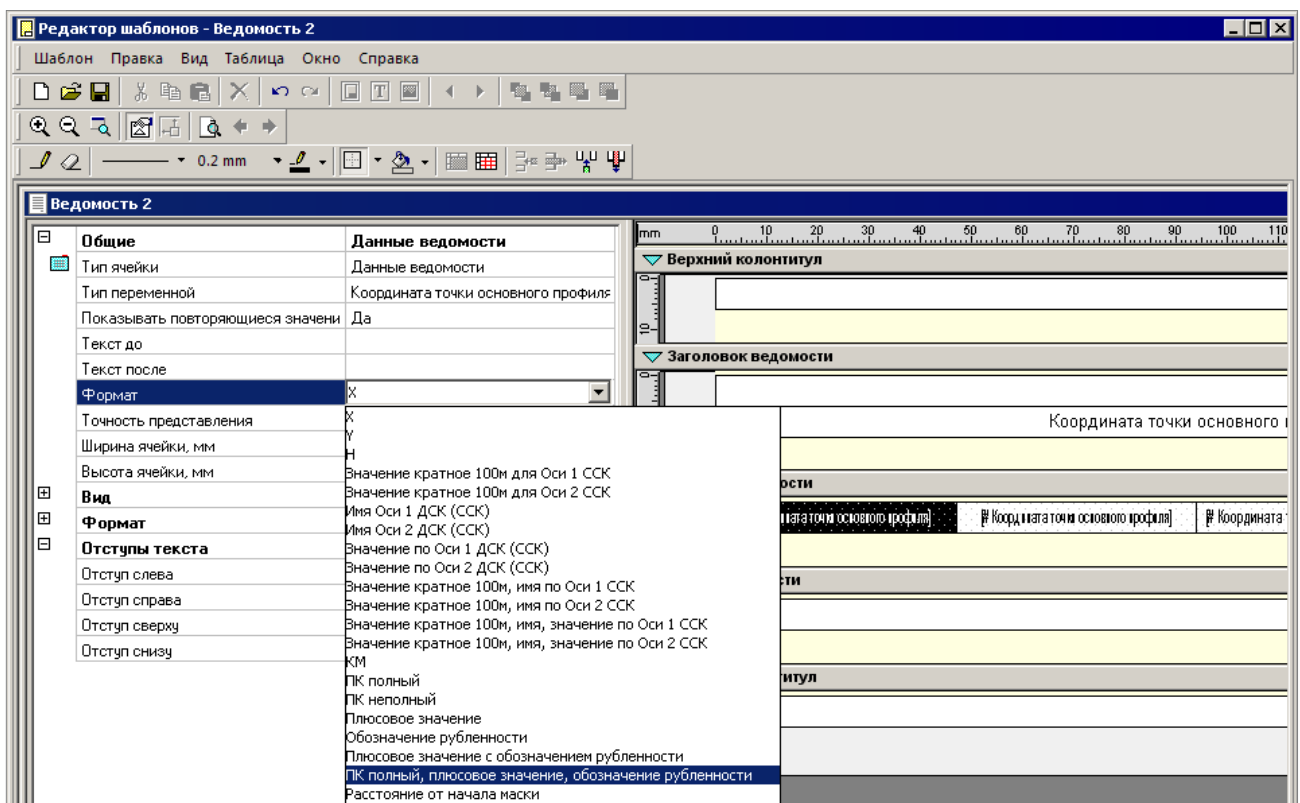 Редактор шаблонов - Ведомость 2
Шаблон Правка Вид Таблица Окно Справка
0.2 mm
Ведомость 2
Общие Данные ведомости
Тип ячейки Данные ведомости
Тип переменной Координата точки основного профиля
Показывать повторяющиеся значени Да
Текст до
Текст после
Формат X
Точность представления
Ширина ячейки, мм
Высота ячейки, мм
Вид
Формат
Отступы текста
Отступ слева
Отступ справа
Отступ сверху
Отступ снизу
X
Y
H
Значение кратное 100м для Оси 1 ССК
Значение кратное 100м для Оси 2 ССК
Имя Оси 1 ДСК (ССК)
Имя Оси 2 ДСК (ССК)
Значение по Оси 1 ДСК (ССК)
Значение по Оси 2 ДСК (ССК)
Значение кратное 100м, имя по Оси 1 ССК
Значение кратное 100м, имя по Оси 2 ССК
Значение кратное 100м, имя, значение по Оси 1 ССК
Значение кратное 100м, имя, значение по Оси 2 ССК
КМ
ПК полный
ПК неполный
Плюсовое значение
Обозначение рубленности
Плюсовое значение с обозначением рубленности
ПК полный, плюсовое значение, обозначение рубленности
Расстояние от начала маски
mm 0 10 20 30 40 50 60 70 80 90 100 110
Верхний колонтитул
0
10
Заголовок ведомости
0
Координата точки основного
ости
ната точки основного профиля] [# Координата точки основного профиля] [# Координата
сти
итул